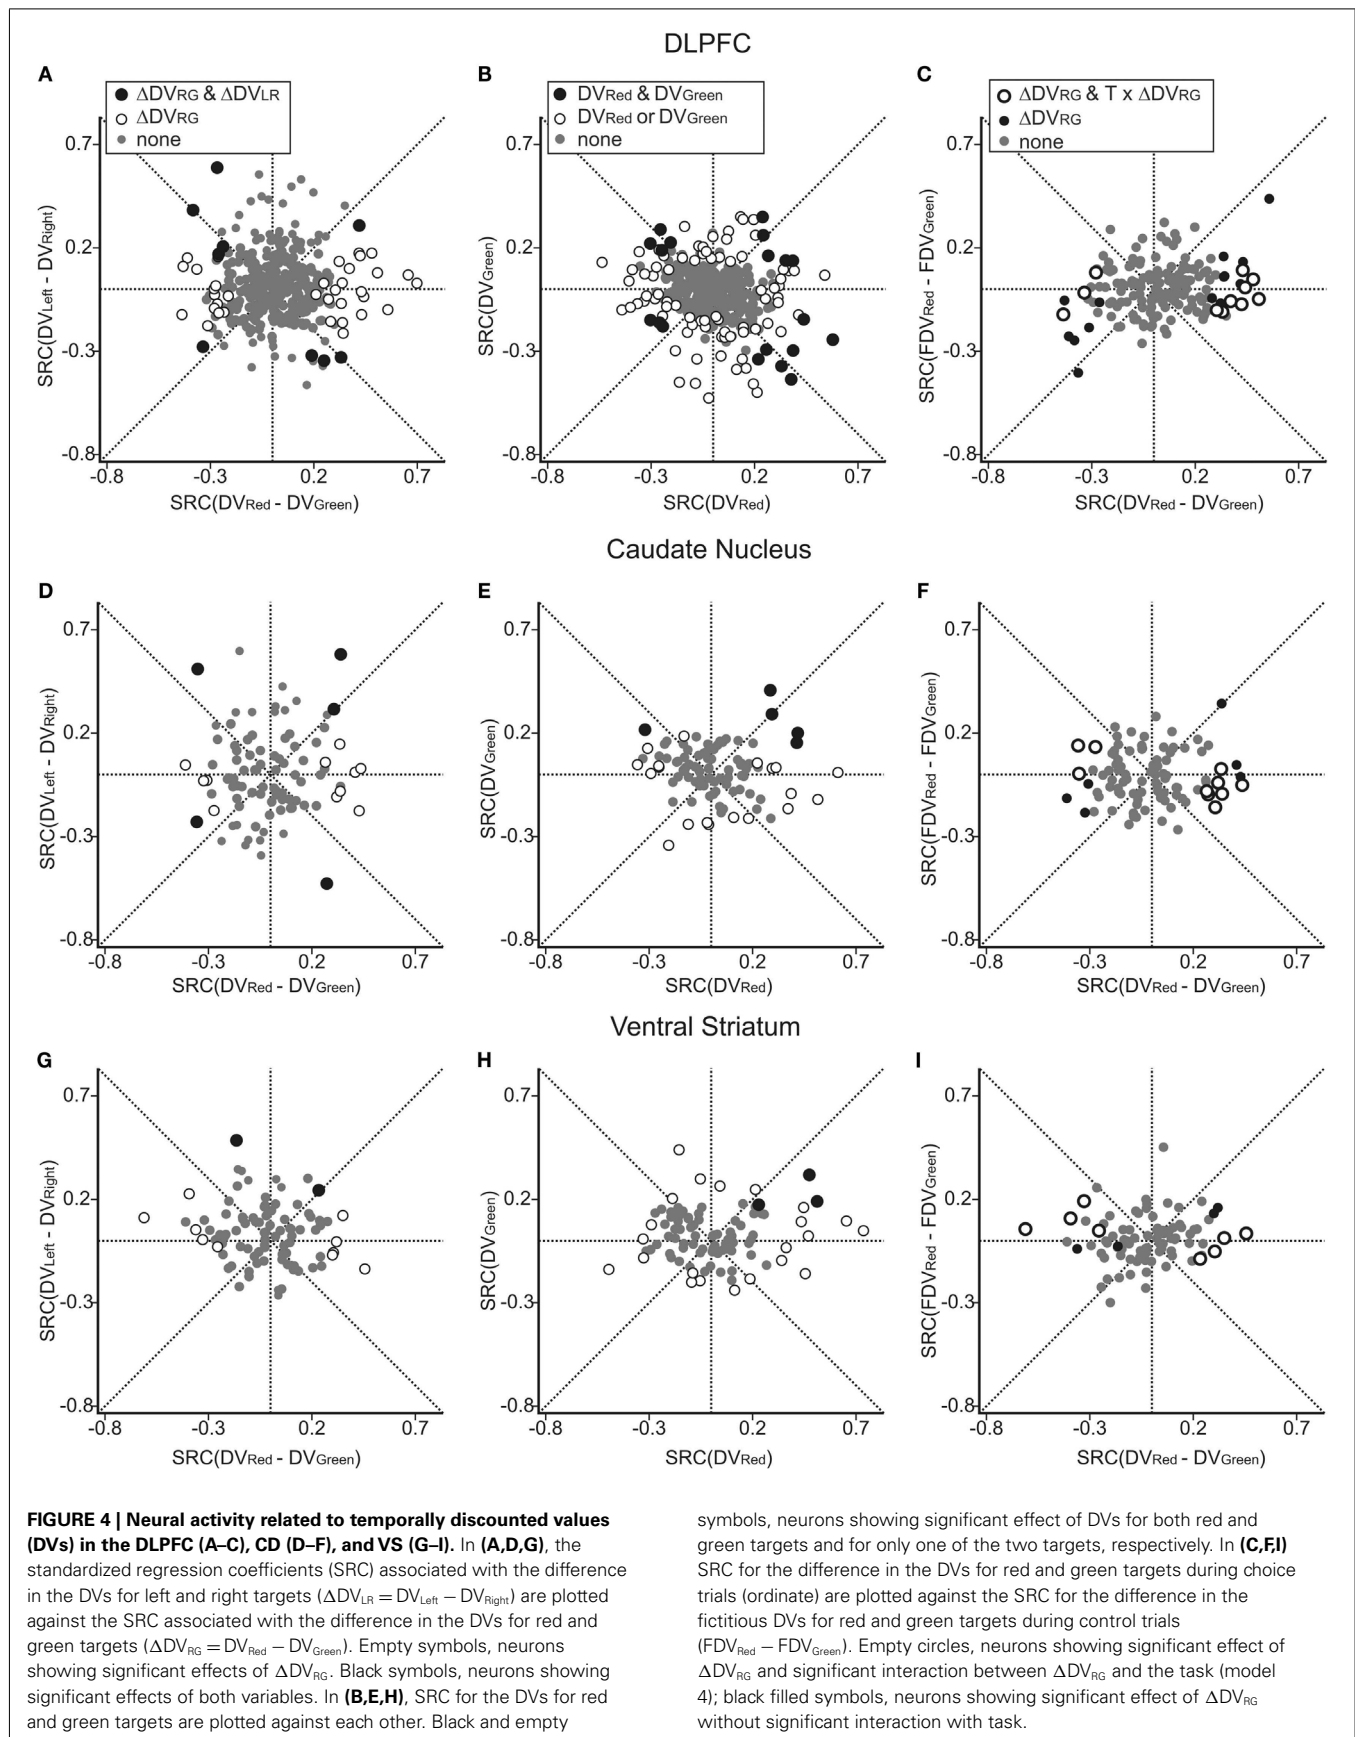 DLPFC
A
ΔDVRG & ΔDVLR
ΔDVRG
none
0.7
0.2
-0.3
-0.8
SRC(DVLeft - DVRight)
-0.8 -0.3 0.2 0.7
SRC(DVRed - DVGreen)
B
DVRed & DVGreen
DVRed or DVGreen
none
0.7
0.2
-0.3
-0.8
SRC(DVGreen)
-0.8 -0.3 0.2 0.7
SRC(DVRed)
C
ΔDVRG & T x ΔDVRG
ΔDVRG
none
0.7
0.2
-0.3
-0.8
SRC(FDVRed - FDVGreen)
-0.8 -0.3 0.2 0.7
SRC(DVRed - DVGreen)
Caudate Nucleus
D
0.7
0.2
-0.3
-0.8
SRC(DVLeft - DVRight)
-0.8 -0.3 0.2 0.7
SRC(DVRed - DVGreen)
E
0.7
0.2
-0.3
-0.8
SRC(DVGreen)
-0.8 -0.3 0.2 0.7
SRC(DVRed)
F
0.7
0.2
-0.3
-0.8
SRC(FDVRed - FDVGreen)
-0.8 -0.3 0.2 0.7
SRC(DVRed - DVGreen)
Ventral Striatum
G
0.7
0.2
-0.3
-0.8
SRC(DVLeft - DVRight)
-0.8 -0.3 0.2 0.7
SRC(DVRed - DVGreen)
H
0.7
0.2
-0.3
-0.8
SRC(DVGreen)
-0.8 -0.3 0.2 0.7
SRC(DVRed)
I
0.7
0.2
-0.3
-0.8
SRC(FDVRed - FDVGreen)
-0.8 -0.3 0.2 0.7
SRC(DVRed - DVGreen)
FIGURE 4 | Neural activity related to temporally discounted values
(DVs) in the DLPFC (A–C), CD (D–F), and VS (G–I). In (A,D,G), the
standardized regression coefficients (SRC) associated with the difference
in the DVs for left and right targets (ΔDVLR = DVLeft − DVRight) are plotted
against the SRC associated with the difference in the DVs for red and
green targets (ΔDVRG = DVRed − DVGreen). Empty symbols, neurons
showing significant effects of ΔDVRG. Black symbols, neurons showing
significant effects of both variables. In (B,E,H), SRC for the DVs for red
and green targets are plotted against each other. Black and empty
symbols, neurons showing significant effect of DVs for both red and
green targets and for only one of the two targets, respectively. In (C,F,I)
SRC for the difference in the DVs for red and green targets during choice
trials (ordinate) are plotted against the SRC for the difference in the
fictitious DVs for red and green targets during control trials
(FDVRed − FDVGreen). Empty circles, neurons showing significant effect of
ΔDVRG and significant interaction between ΔDVRG and the task (model
4); black filled symbols, neurons showing significant effect of ΔDVRG
without significant interaction with task.